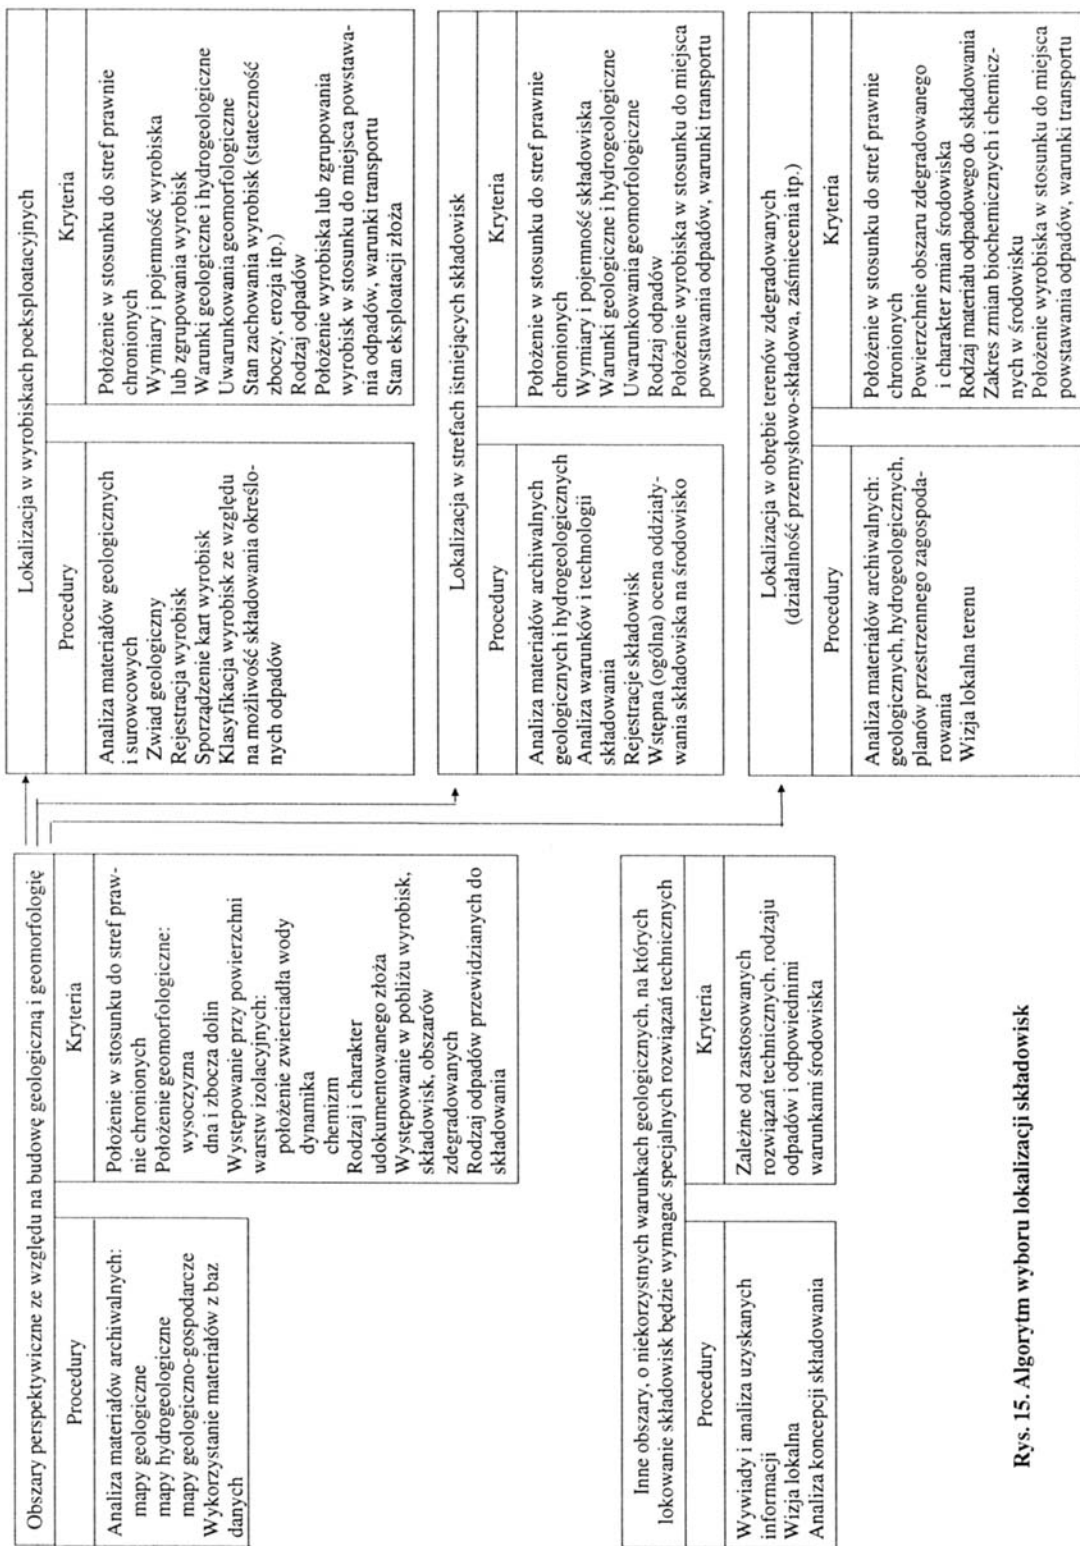 Obszary perspektywiczne ze względu na budowę geologiczną i geomorfologię
Procedury
Analiza materiałów archiwalnych:
mapy geologiczne
mapy hydrogeologiczne
mapy geologiczno-gospodarcze
Wykorzystanie materiałów z baz
danych
Kryteria
Położenie w stosunku do stref praw-
nie chronionych
Położenie geomorfologiczne:
wysoczyzna
dna i zbocza dolin
Występowanie przy powierzchni
warstw izolacyjnych:
położenie zwierciadła wody
dynamika
chemizm
Rodzaj i charakter
udokumentowanego złoża
Występowanie w pobliżu wyrobisk,
składowisk, obszarów
zdegradowanych
Rodzaj odpadów przewidzianych do
składowania
Lokalizacja w wyrobiskach poeksploatacyjnych
Procedury
Analiza materiałów geologicznych
i surowcowych
Zwiad geologiczny
Rejestracja wyrobisk
Sporządzenie kart wyrobisk
Klasyfikacja wyrobisk ze względu
na możliwość składowania określo-
nych odpadów
Kryteria
Położenie w stosunku do stref prawnie
chronionych
Wymiary i pojemność wyrobiska
lub zgrupowania wyrobisk
Warunki geologiczne i hydrogeologiczne
Uwarunkowania geomorfologiczne
Stan zachowania wyrobisk (stateczność
zboczy, erozja itp.)
Rodzaj odpadów
Położenie wyrobiska lub zgrupowania
wyrobisk w stosunku do miejsca powstawa-
nia odpadów, warunki transportu
Stan eksploatacji złoża
Lokalizacja w strefach iistniejących składowisk
Procedury
Analiza materiałów archiwalnych
geologicznych i hydrogeologicznych
Analiza warunków i technologii
składowania
Rejestracje składowisk
Wstępna (ogólna) ocena oddziały-
wania składowiska na środowisko
Kryteria
Położenie w stosunku do stref prawnie
chronionych
Wymiary i pojemność składowiska
Warunki geologiczne i hydrogeologiczne
Uwarunkowania geomorfologiczne
Rodzaj odpadów
Położenie wyrobiska w stosunku do miejsca
powstawania odpadów, warunki transportu
Inne obszary, o niekorzystnych warunkach geologicznych, na których
lokowanie składowisk będzie wymagać specjalnych rozwiązań technicznych
Procedury
Wywiady i analiza uzyskanych
informacji
Wizja lokalna
Analiza koncepcji składowania
Kryteria
Zależne od zastosowanych
rozwiązań technicznych, rodzaju
odpadów i odpowiednimi
warunkami środowiska
Lokalizacja w obrębie terenów zdegradowanych
(działalność przemysłowo-składowa, zaśmiecenia itp.)
Procedury
Analiza materiałów archiwalnych:
geologicznych, hydrogeologicznych,
planów przestrzennego zagospoda-
rowania
Wizja lokalna terenu
Kryteria
Położenie w stosunku do stref prawnie
chronionych
Powierzchnie obszaru zdegradowanego
i charakter zmian środowiska
Rodzaj materiału odpadowego do składowania
Zakres zmian biochemicznych i chemicz-
nych w środowisku
Położenie wyrobiska w stosunku do miejsca
powstawania odpadów, warunki transportu
Rys. 15. Algorytm wyboru lokalizacji składowisk